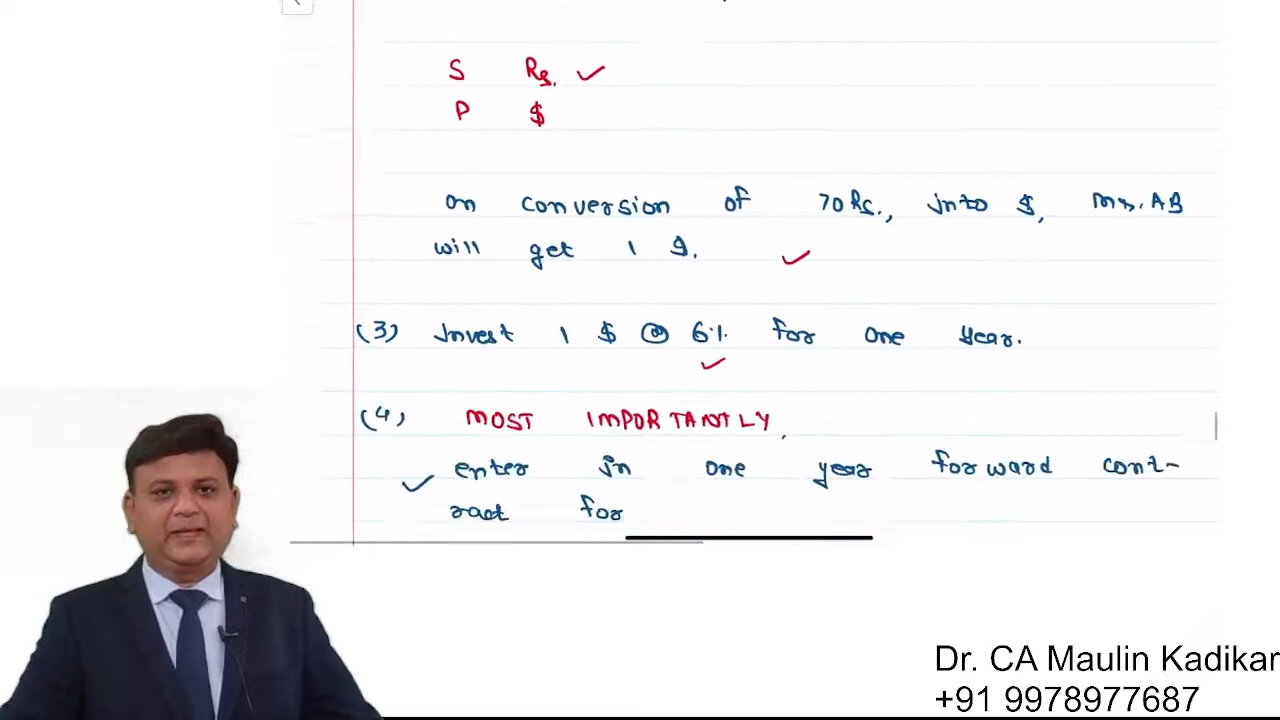 S Rs.
P $
on conversion of 70 Rs., into $, Mr. AB
will get 1 $.
(3) Invest 1 $ @ 6% for one year.
(4) MOST IMPORTANTLY,
enter in one year forward cont-
ract for
Dr. CA Maulin Kadikar
+91 9978977687